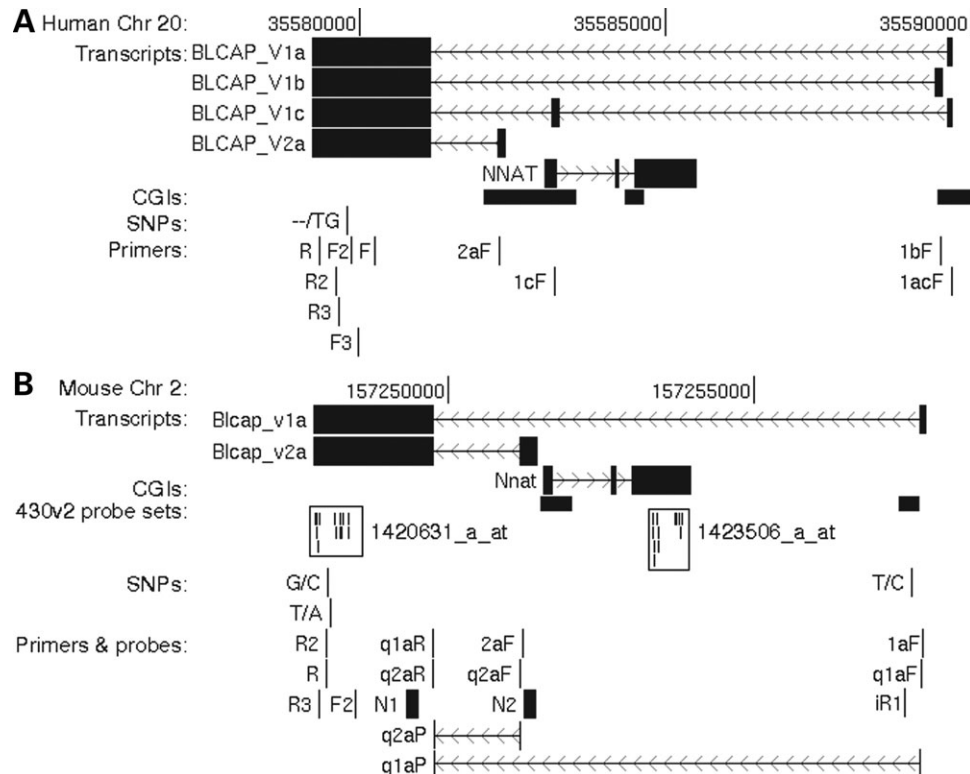 A Human Chr 20: 35580000 35585000 35590000
Transcripts: BLCAP_V1a
BLCAP_V1b
BLCAP_V1c
BLCAP_V2a
NNAT
CGIs:
SNPs: --/TG
Primers: R F2 F 2aF 1bF
R2 1cF 1acF
R3
F3
B Mouse Chr 2: 157250000 157255000
Transcripts: Blcap_v1a
Blcap_v2a
Nnat
CGIs:
430v2 probe sets:
1420631_a_at 1423506_a_at
SNPs: G/C T/C
T/A
Primers & probes: R2 q1aR 2aF 1aF
R q2aR q2aF q1aF
R3 F2 N1 N2 iR1
q2aP
q1aP